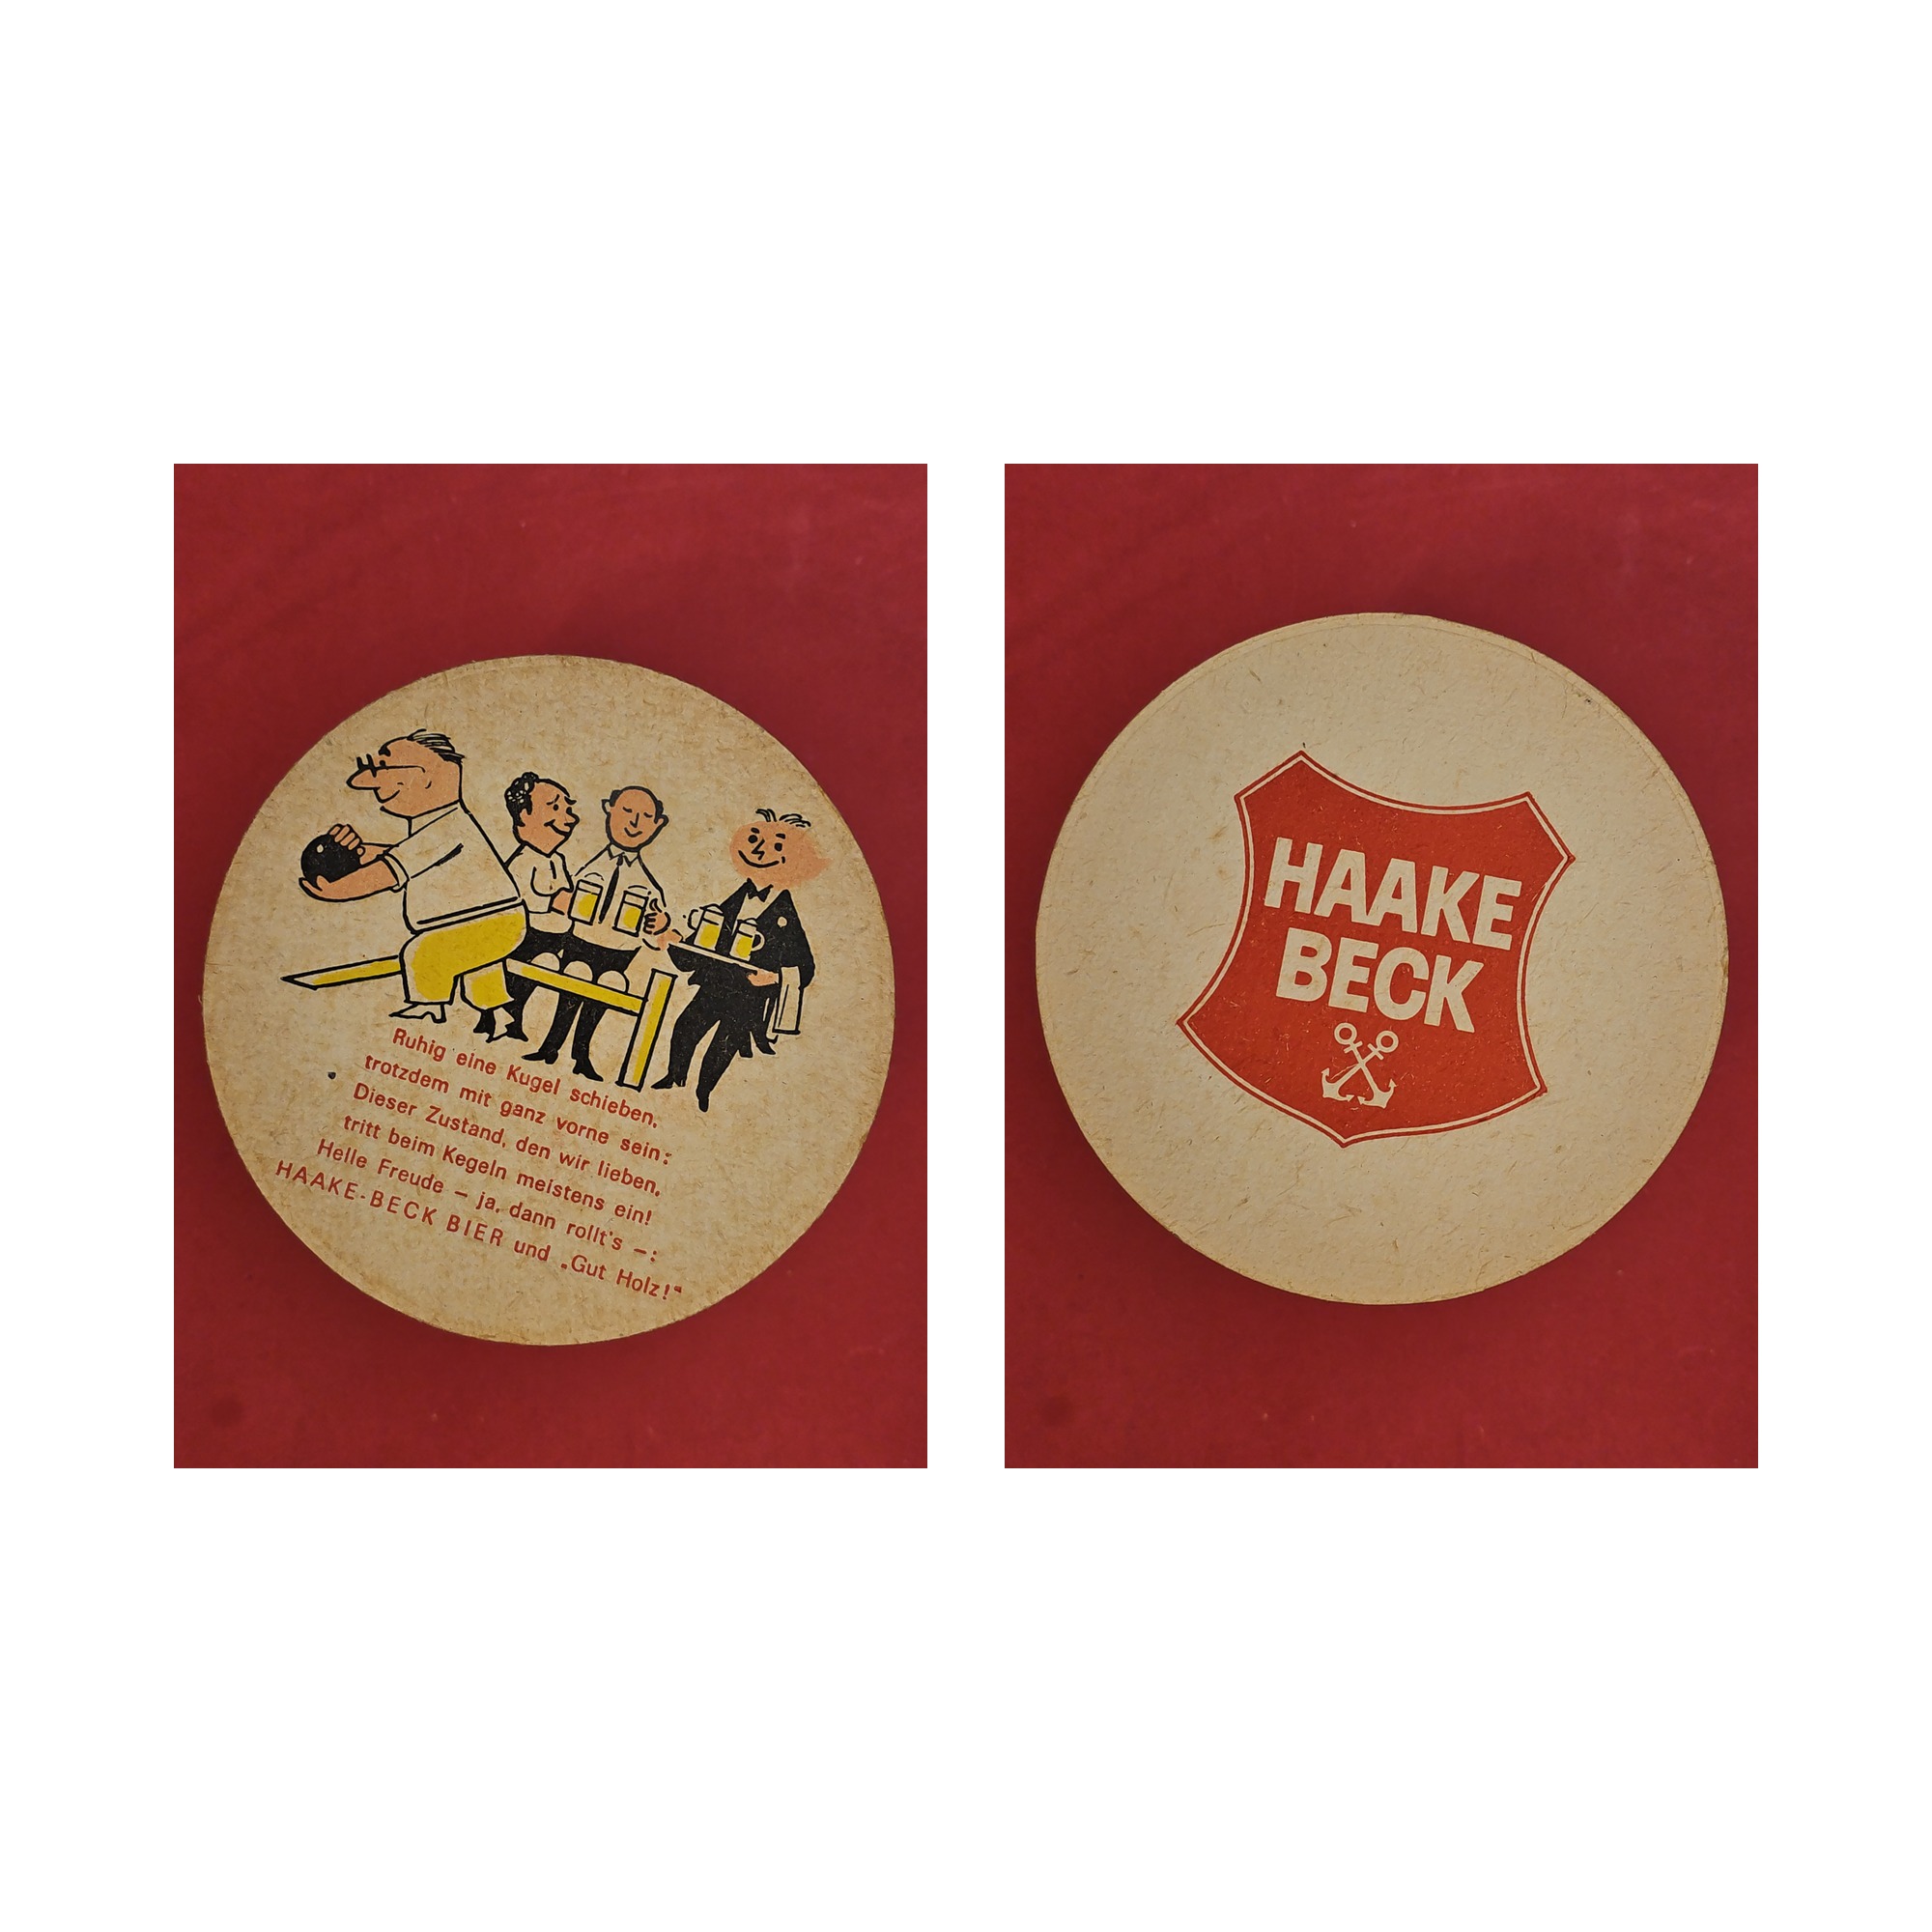 Ruhig eine Kugel schieben,
trotzdem mit ganz vorne sein:
Dieser Zustand, den wir lieben,
tritt beim Kegeln meistens ein!
Helle Freude – ja, dann rollt's –:
HAAKE-BECK BIER und „Gut Holz!“
HAAKE
BECK